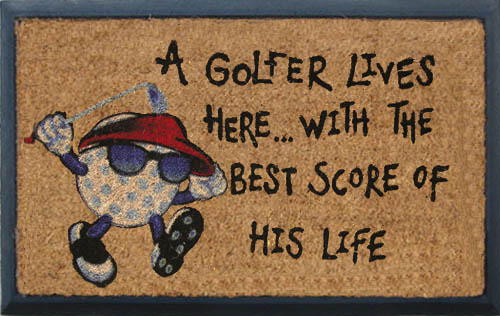 A GOLFER LIVES
HERE... WITH THE
BEST SCORE OF
HIS LIFE